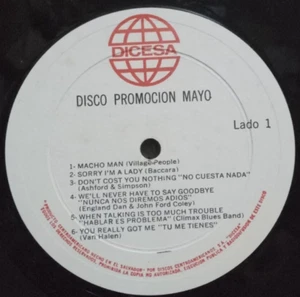 DICESA
DISCO PROMOCION MAYO
Lado 1
1- MACHO MAN (Village People)
2- SORRY I'M A LADY (Baccara)
3- DON'T COST YOU NOTHING "NO CUESTA NADA"
(Ashford & Simpson)
4- WE'LL NEVER HAVE TO SAY GOODBYE
"NUNCA NOS DIREMOS ADIOS"
(England Dan & John Ford Coley)
5- WHEN TALKING IS TOO MUCH TROUBLE
"HABLAR ES PROBLEMA" (Climax Blues Band)
6- YOU REALLY GOT ME "TU ME TIENES"
(Van Halen)